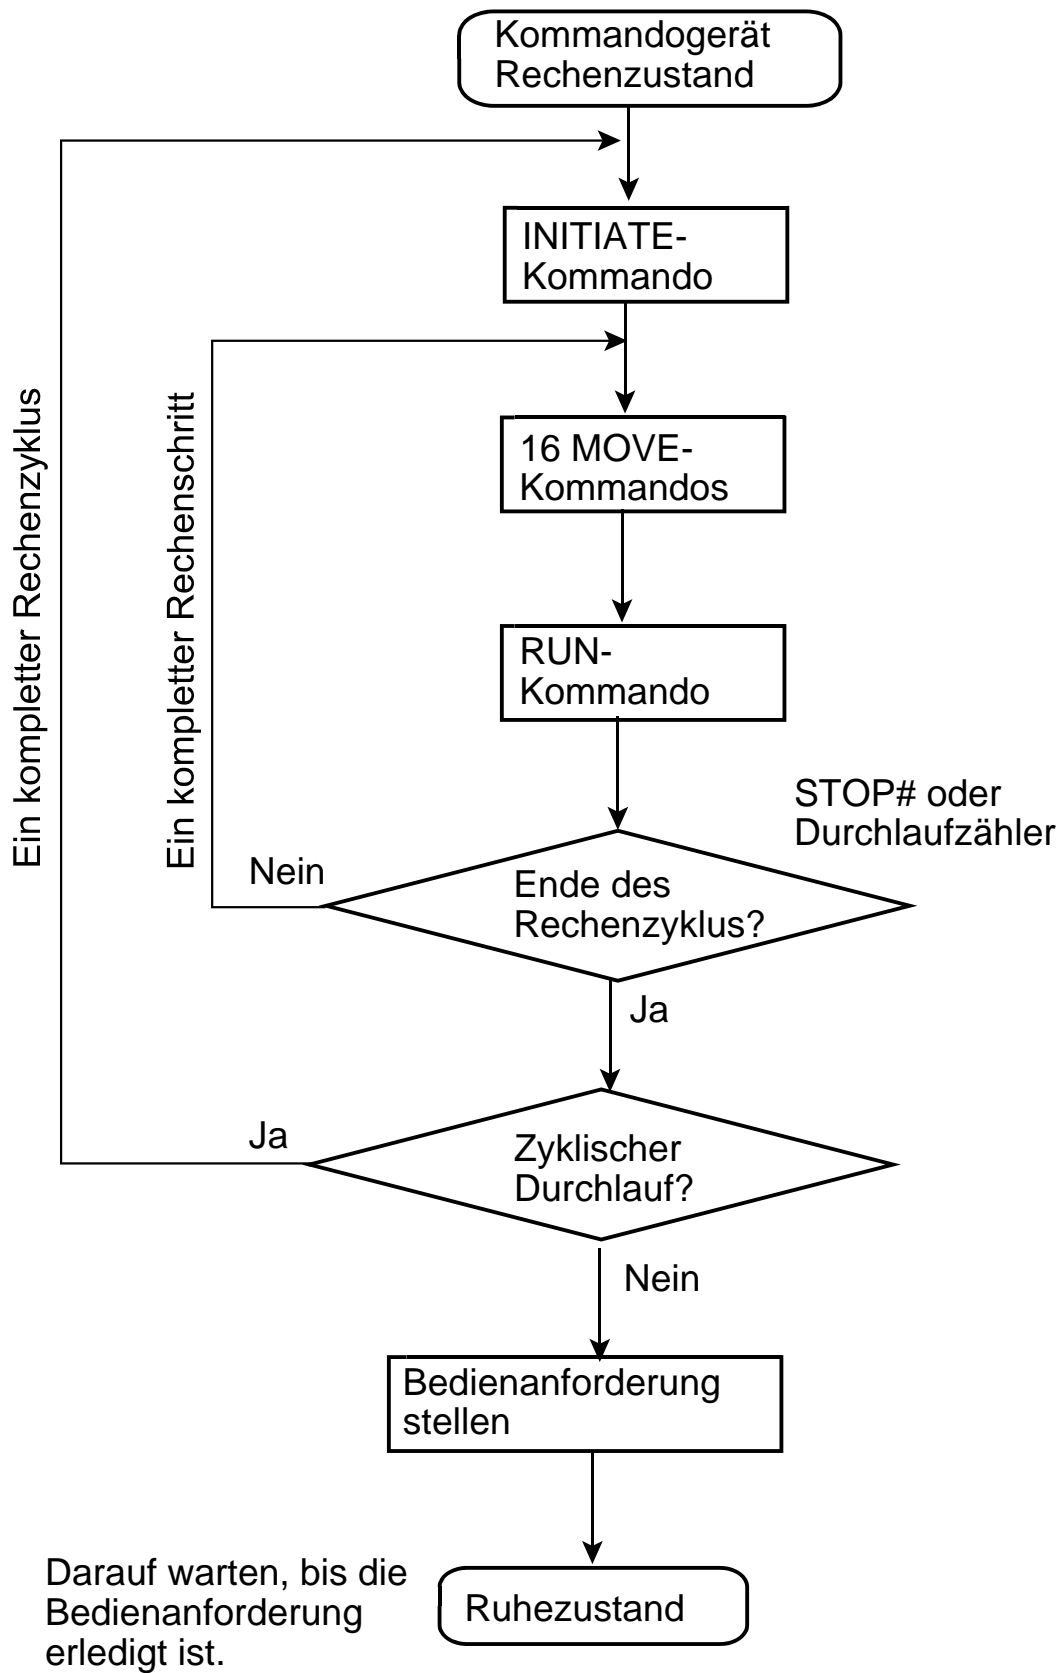 Kommandogerät
Rechenzustand
INITIATE-
Kommando
Ein kompletter Rechenzyklus
Ein kompletter Rechenschritt
16 MOVE-
Kommandos
RUN-
Kommando
STOP# oder
Durchlaufzähler
Nein
Ende des
Rechenzyklus?
Ja
Ja
Zyklischer
Durchlauf?
Nein
Bedienanforderung
stellen
Darauf warten, bis die
Bedienanforderung
erledigt ist.
Ruhezustand